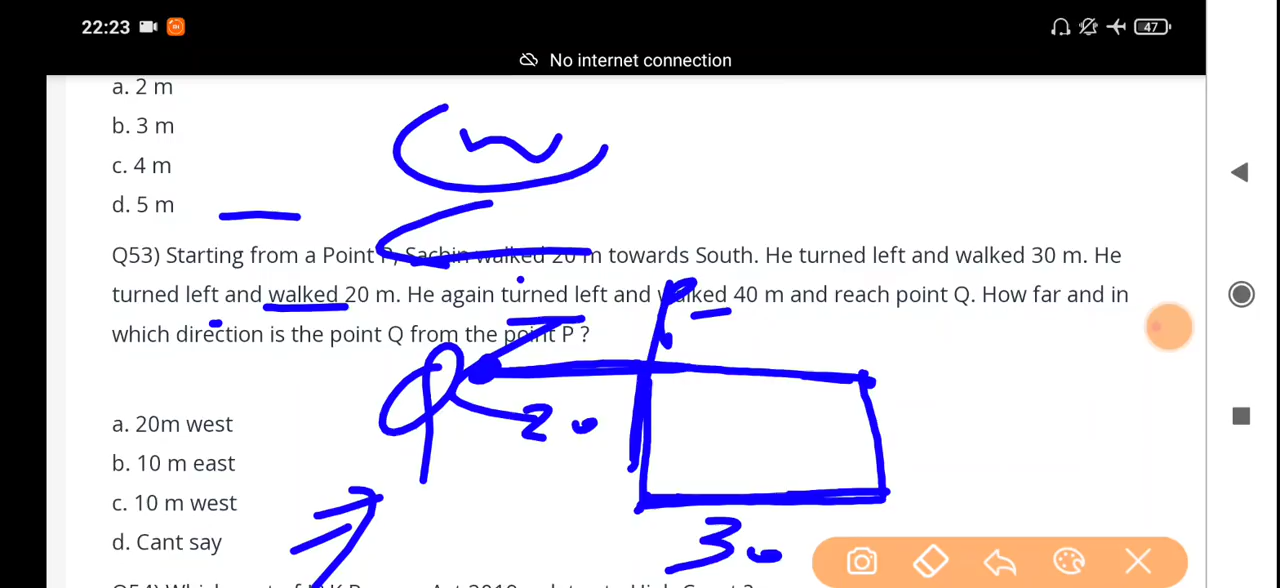 22:23 47
No internet connection
a. 2 m
b. 3 m
c. 4 m
d. 5 m
w
Q53) Starting from a Point P, Sachin walked 20 m towards South. He turned left and walked 30 m. He
turned left and walked 20 m. He again turned left and walked 40 m and reach point Q. How far and in
which direction is the point Q from the point P ?
P
Q
a. 20m west
b. 10 m east
c. 10 m west
d. Cant say
30